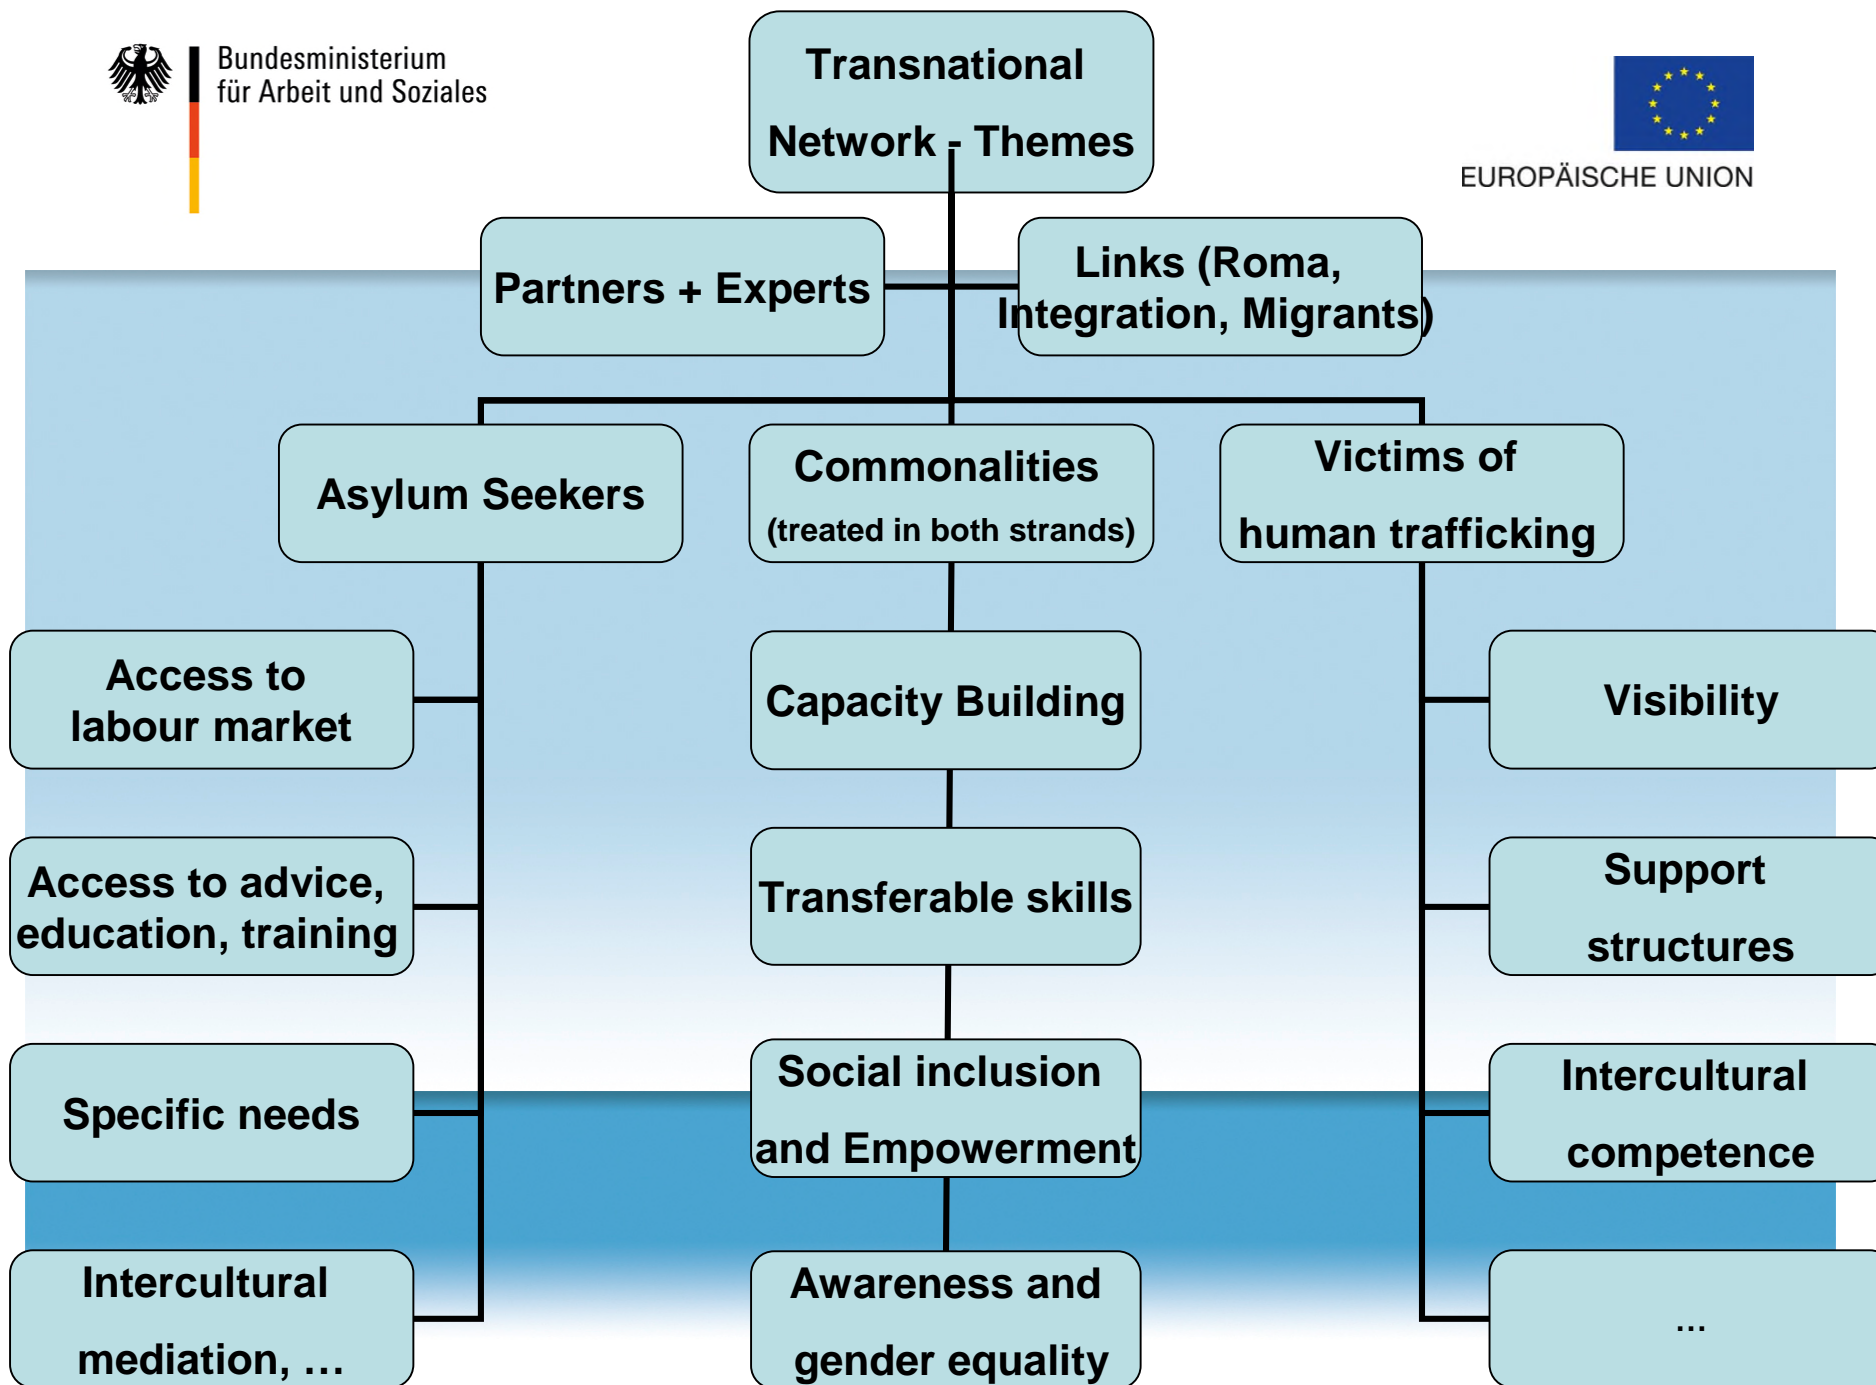 Bundesministerium
für Arbeit und Soziales
Transnational
Network - Themes
EUROPÄISCHE UNION
Partners + Experts
Links (Roma,
Integration, Migrants)
Asylum Seekers
Commonalities
(treated in both strands)
Victims of
human trafficking
Access to
labour market
Capacity Building
Visibility
Access to advice,
education, training
Transferable skills
Support
structures
Specific needs
Social inclusion
and Empowerment
Intercultural
competence
Intercultural
mediation, …
Awareness and
gender equality
…